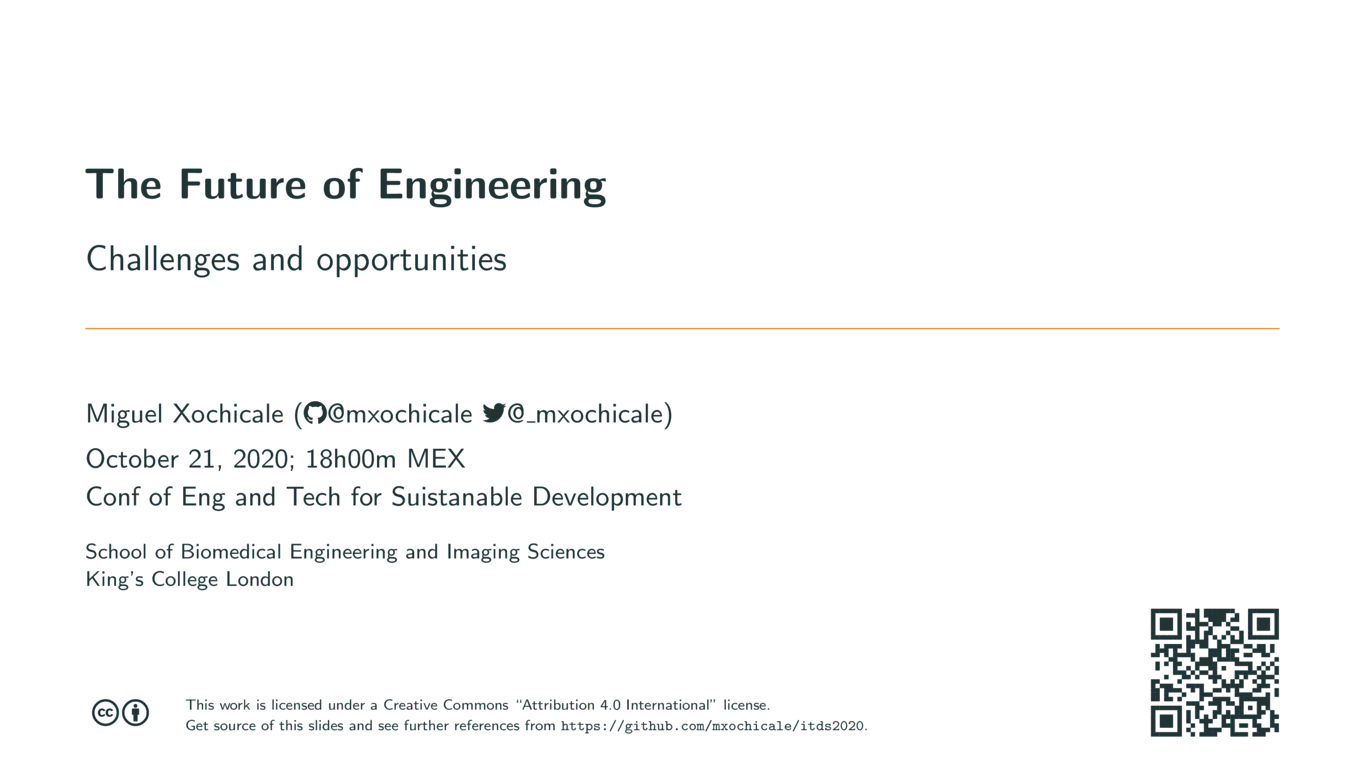 The Future of Engineering
Challenges and opportunities
Miguel Xochicale (@mxochicale @_mxochicale)
October 21, 2020; 18h00m MEX
Conf of Eng and Tech for Suistanable Development
School of Biomedical Engineering and Imaging Sciences
King's College London
cc
This work is licensed under a Creative Commons “Attribution 4.0 International” license.
Get source of this slides and see further references from https://github.com/mxochicale/itds2020.